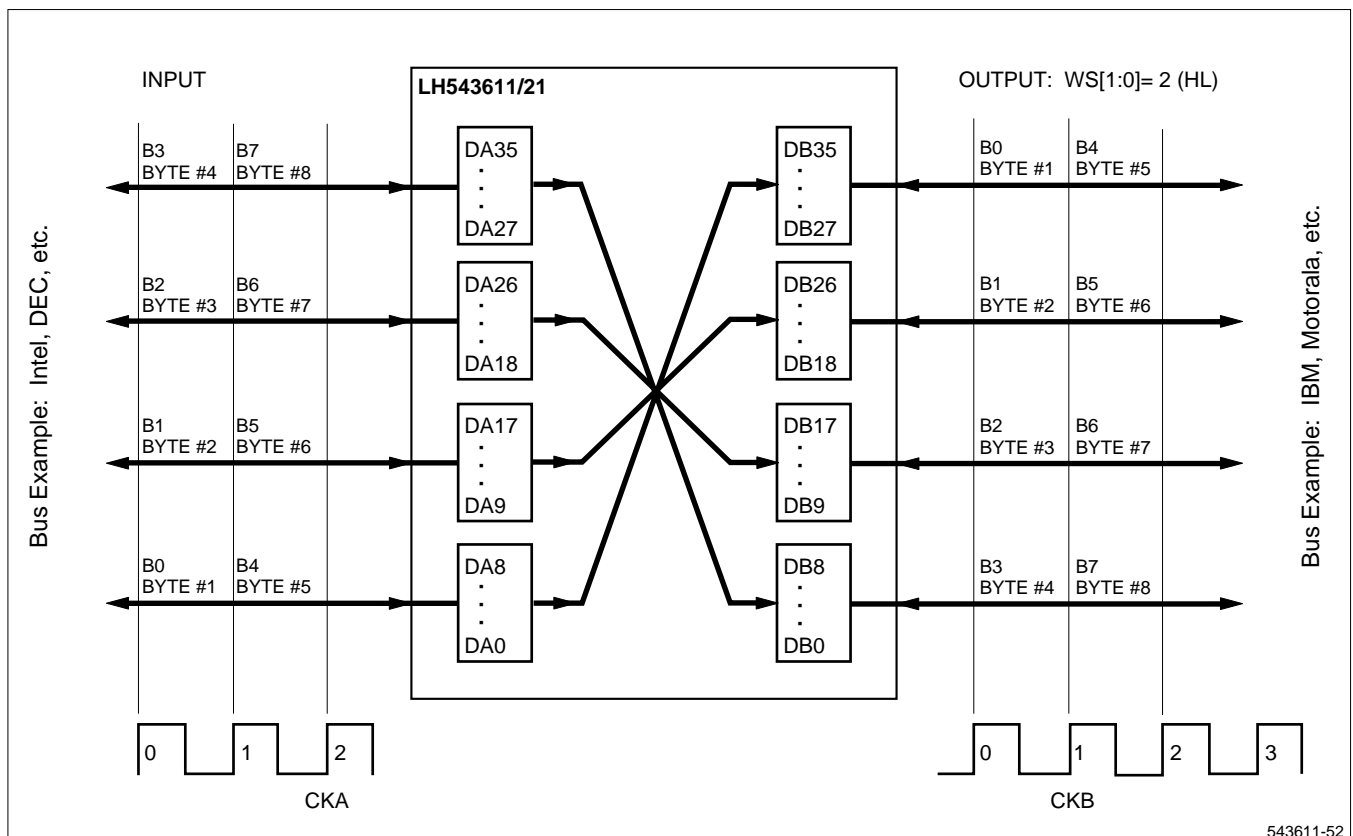 INPUT
LH543611/21
OUTPUT: WS[1:0]= 2 (HL)
B3 B7
BYTE #4 BYTE #8
DA35
.
.
.
DA27
DB35
.
.
.
DB27
B0 B4
BYTE #1 BYTE #5
B2 B6
BYTE #3 BYTE #7
DA26
.
.
.
DA18
DB26
.
.
.
DB18
B1 B5
BYTE #2 BYTE #6
B1 B5
BYTE #2 BYTE #6
DA17
.
.
.
DA9
DB17
.
.
.
DB9
B2 B6
BYTE #3 BYTE #7
B0 B4
BYTE #1 BYTE #5
DA8
.
.
.
DA0
DB8
.
.
.
DB0
B3 B7
BYTE #4 BYTE #8
Bus Example: Intel, DEC, etc.
Bus Example: IBM, Motorala, etc.
0 1 2
CKA
0 1 2 3
CKB
543611-52